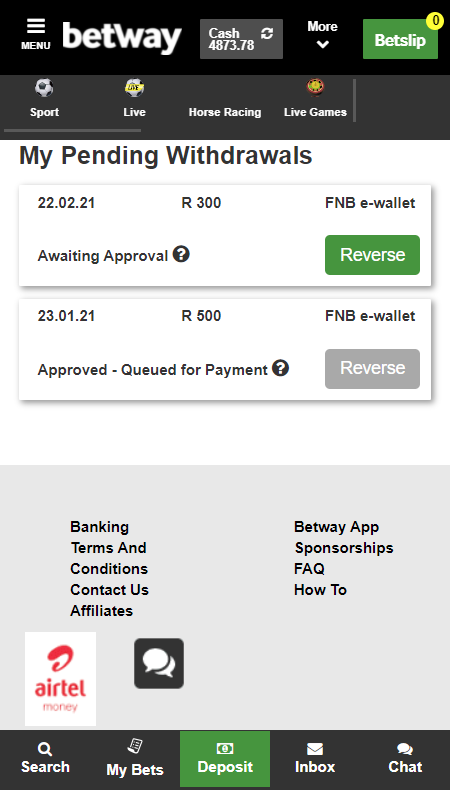 MENU
betway
Cash
4873.78
More
Betslip
0
Sport
LIVE
Live
Horse Racing
Live Games
My Pending Withdrawals
22.02.21 R 300 FNB e-wallet
Awaiting Approval ? Reverse
23.01.21 R 500 FNB e-wallet
Approved - Queued for Payment ? Reverse
Banking
Terms And
Conditions
Contact Us
Affiliates
Betway App
Sponsorships
FAQ
How To
airtel
money
Search
My Bets
Deposit
Inbox
Chat